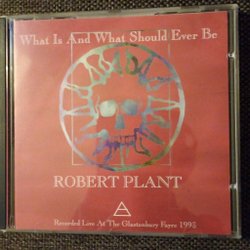 What Is And What Should Ever Be
ROBERT PLANT
Recorded Live At The Glastonbury Fayre 1993